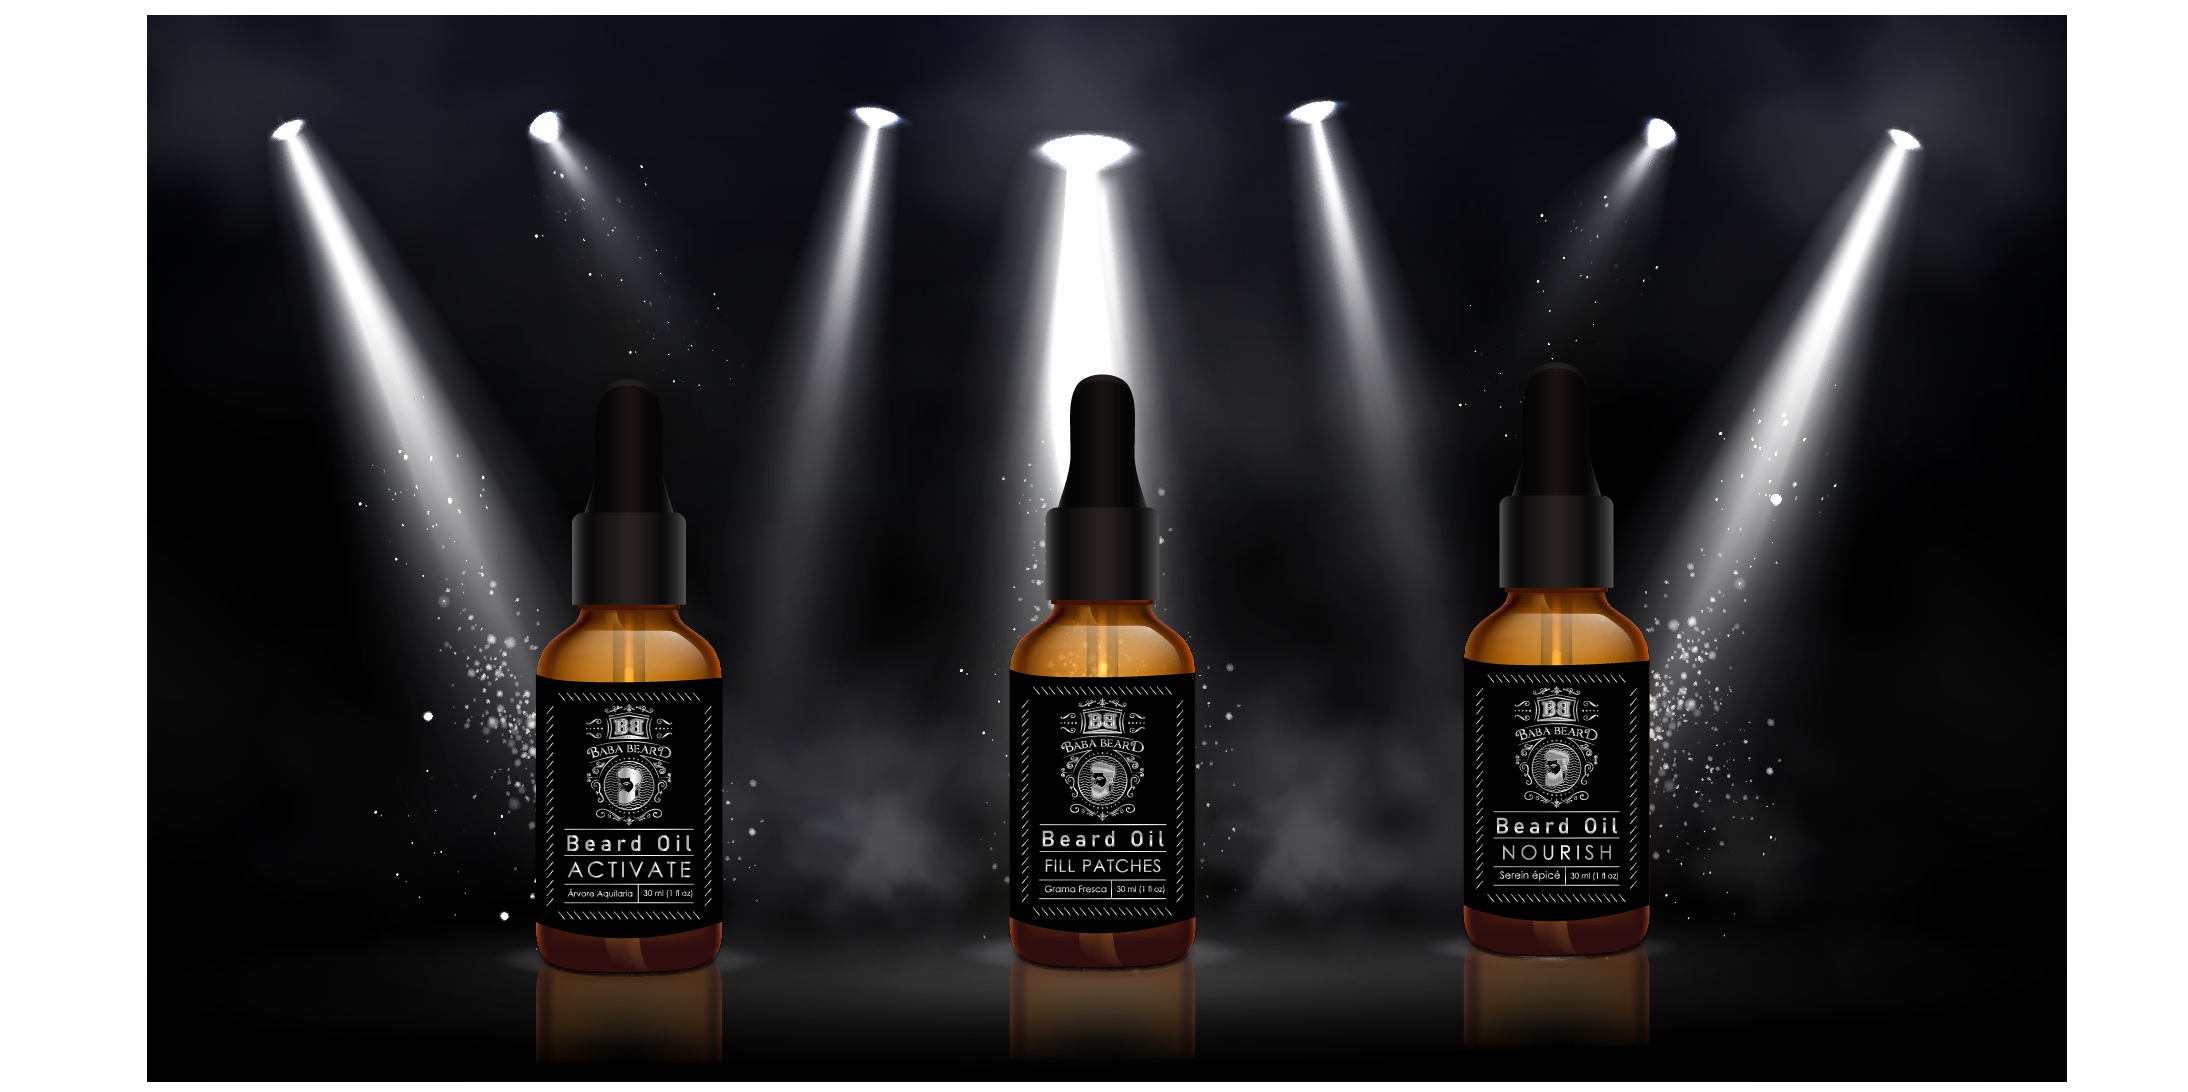 BB
BABA BEARD
Beard Oil
ACTIVATE
Árvore Aquilaria 30 ml (1 fl oz)
BB
BABA BEARD
Beard Oil
FILL PATCHES
Grama Fresca 30 ml (1 fl oz)
BB
BABA BEARD
Beard Oil
NOURISH
Serein épicé 30 ml (1 fl oz)